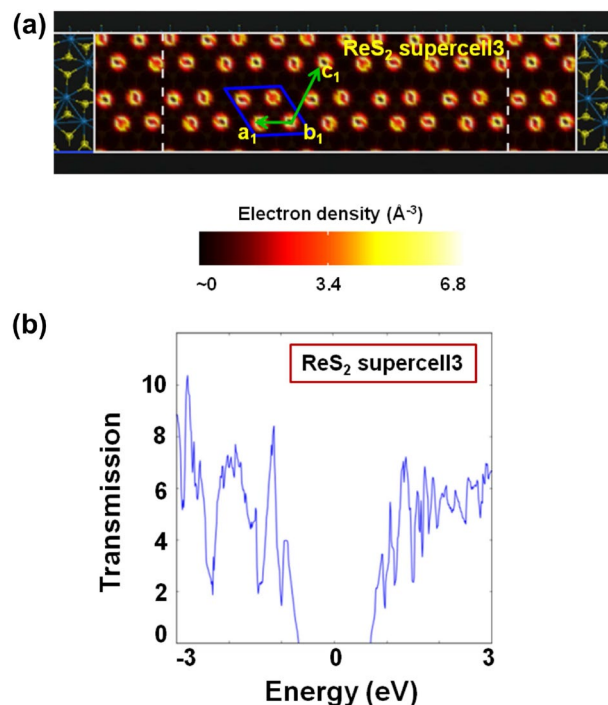 (a)
ReS₂ supercell3
c₁
a₁
b₁
Electron density (Å⁻³)
~0 3.4 6.8
(b)
ReS₂ supercell3
10
8
6
4
2
0
Transmission
-3 0 3
Energy (eV)